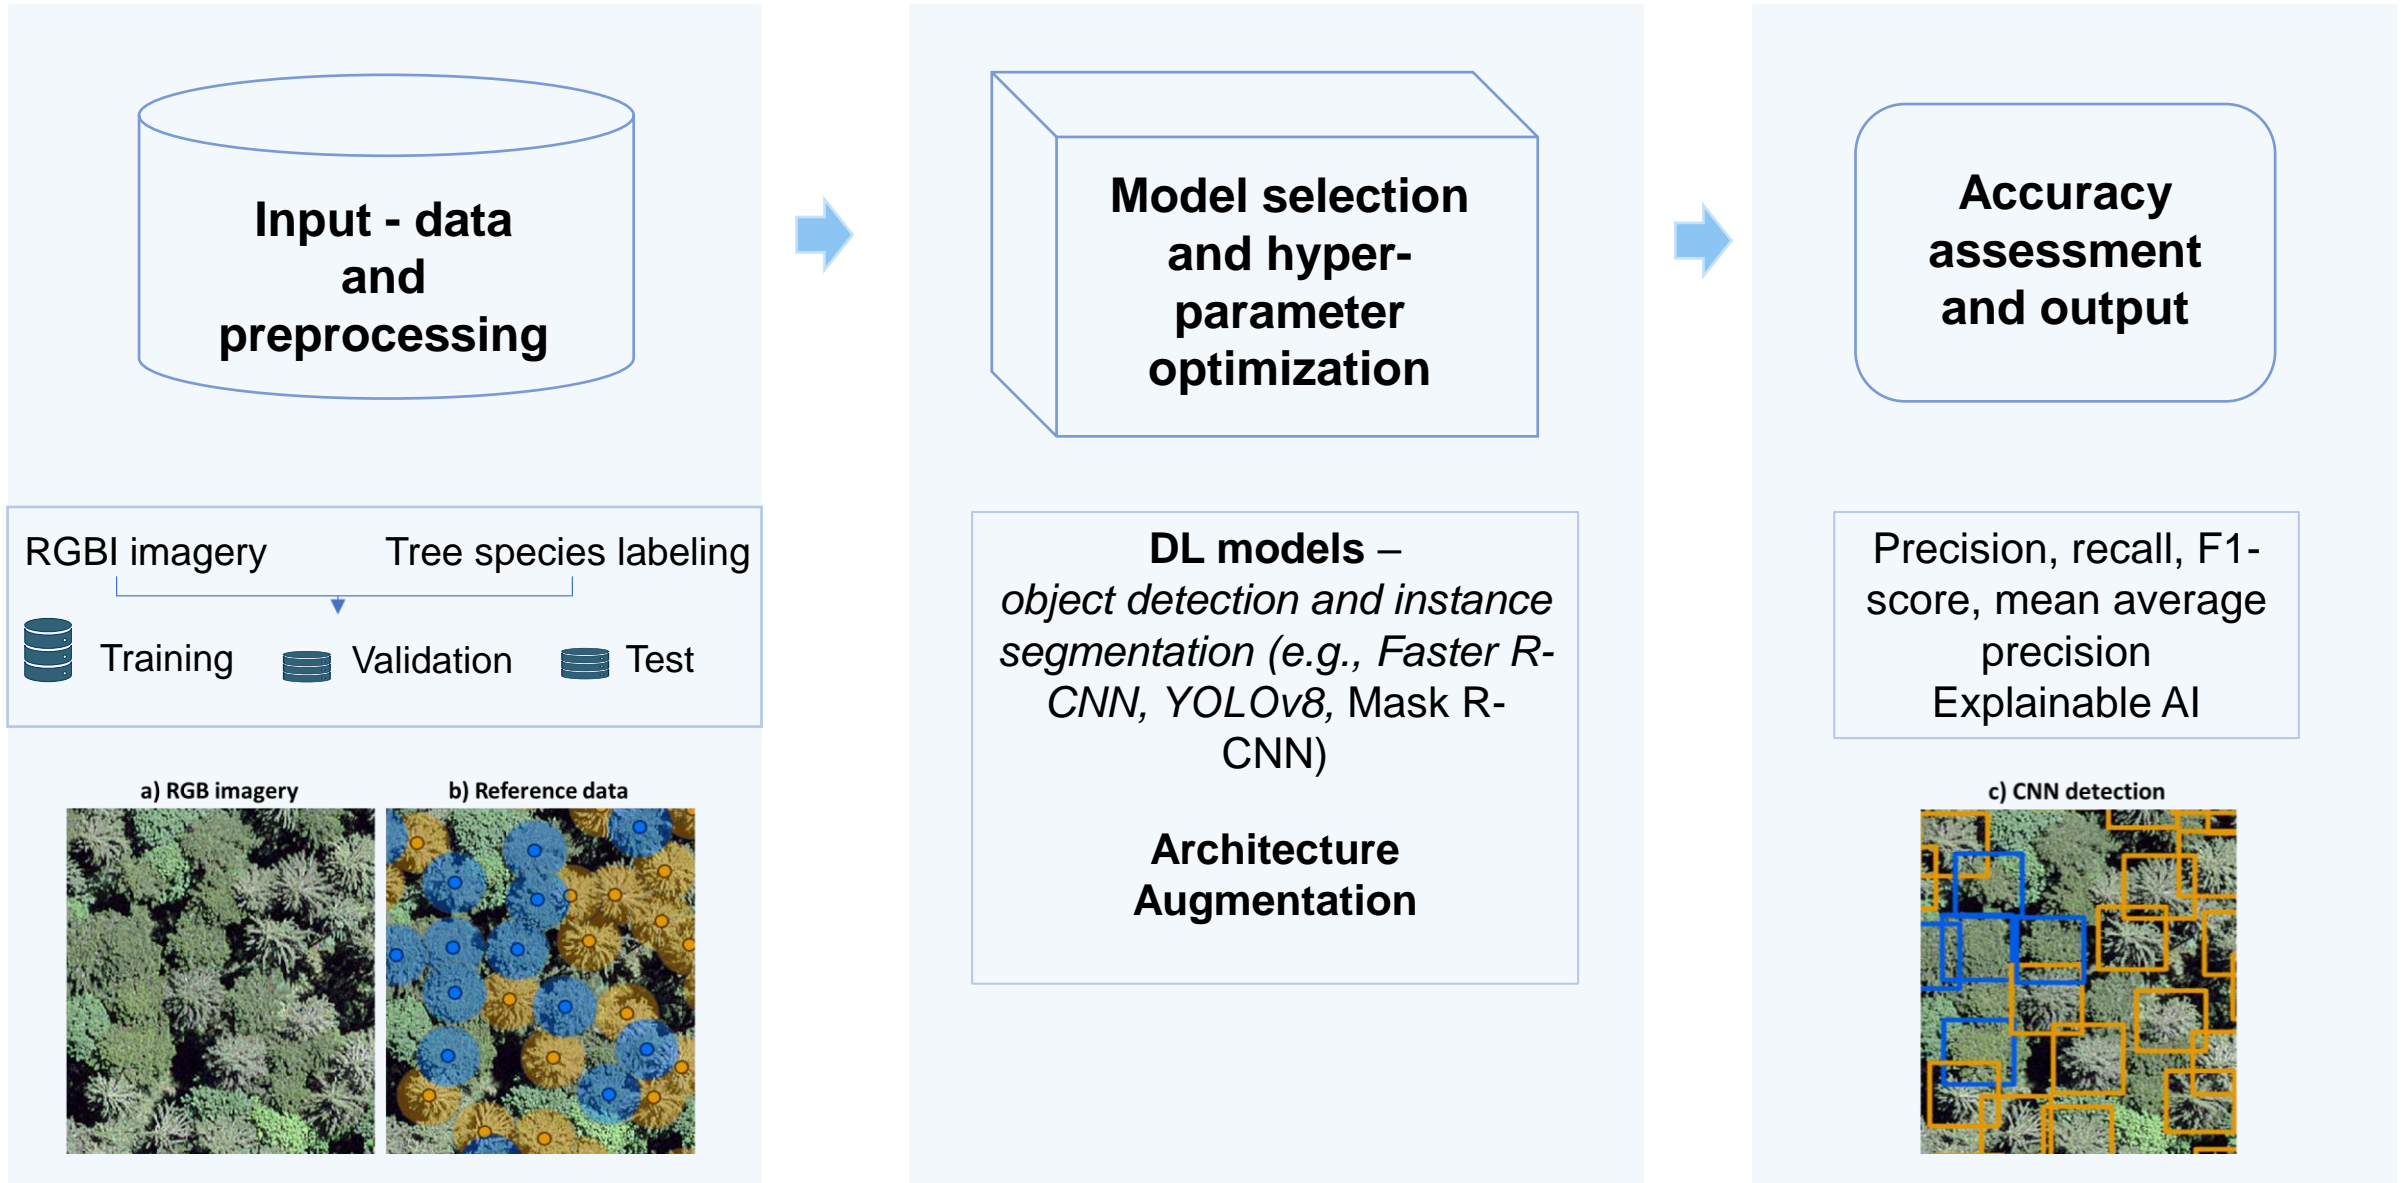 Input - data
and
preprocessing
Model selection
and hyper-
parameter
optimization
Accuracy
assessment
and output
RGBI imagery
Tree species labeling
Training
Validation
Test
a) RGB imagery
b) Reference data
DL models –
object detection and instance
segmentation (e.g., Faster R-
CNN, YOLOv8, Mask R-
CNN)
Architecture
Augmentation
Precision, recall, F1-
score, mean average
precision
Explainable AI
c) CNN detection